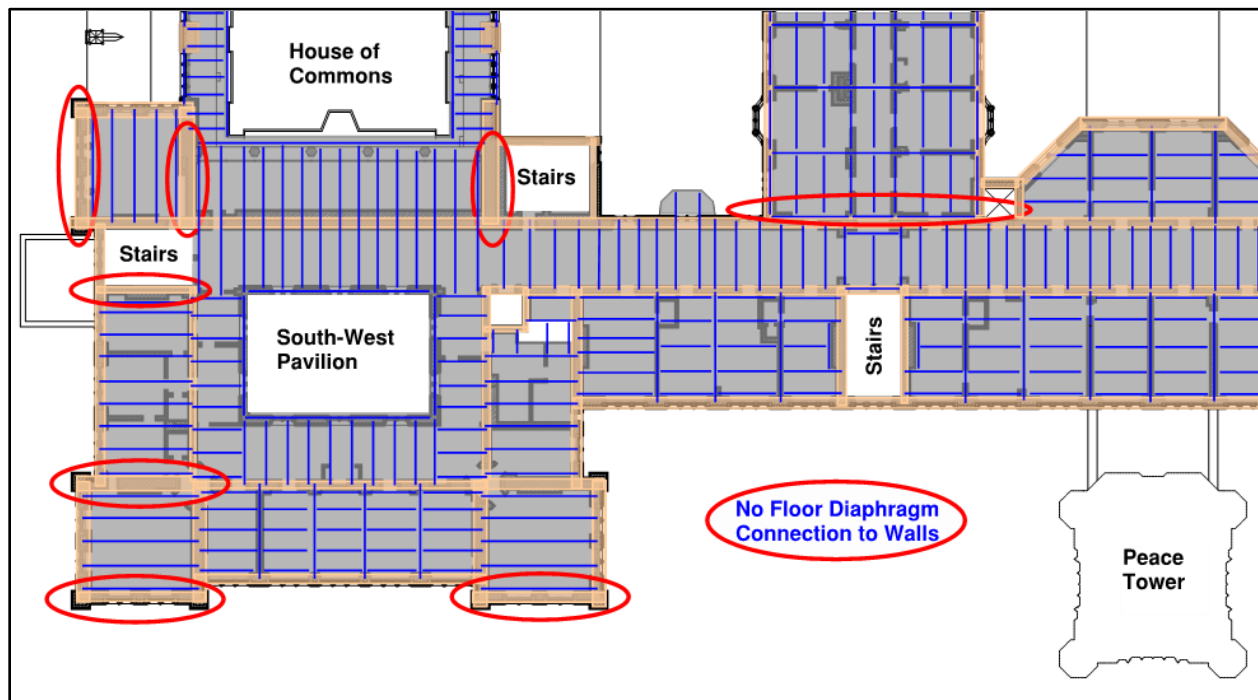 House of
Commons
Stairs
Stairs
South-West
Pavilion
Stairs
No Floor Diaphragm
Connection to Walls
Peace
Tower